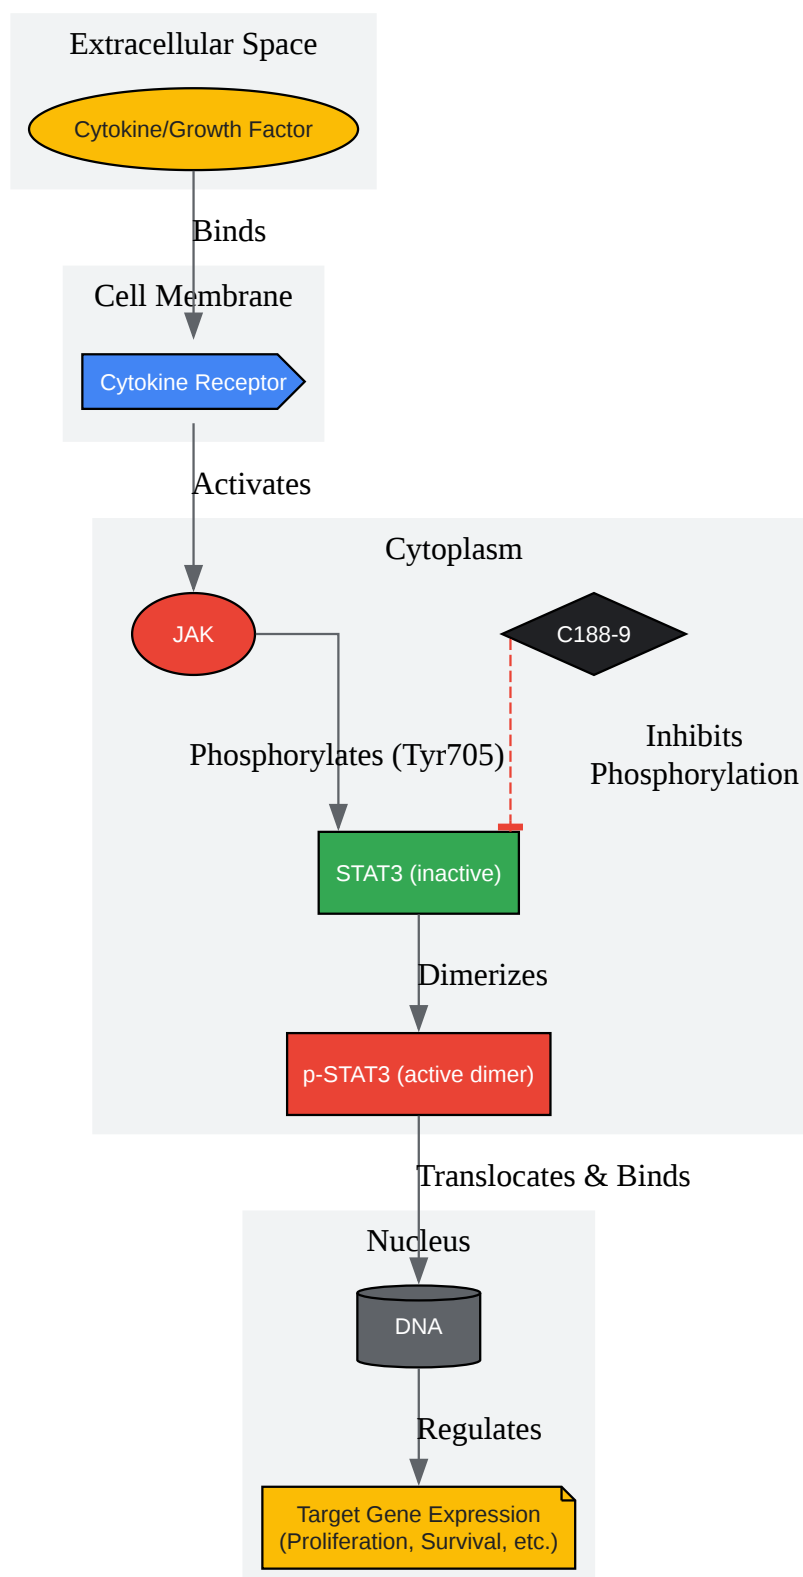 Extracellular Space
Cytokine/Growth Factor
Binds
Cell Membrane
Cytokine Receptor
Activates
Cytoplasm
JAK
C188-9
Phosphorylates (Tyr705)
Inhibits
Phosphorylation
STAT3 (inactive)
Dimerizes
p-STAT3 (active dimer)
Translocates & Binds
Nucleus
DNA
Regulates
Target Gene Expression
(Proliferation, Survival, etc.)